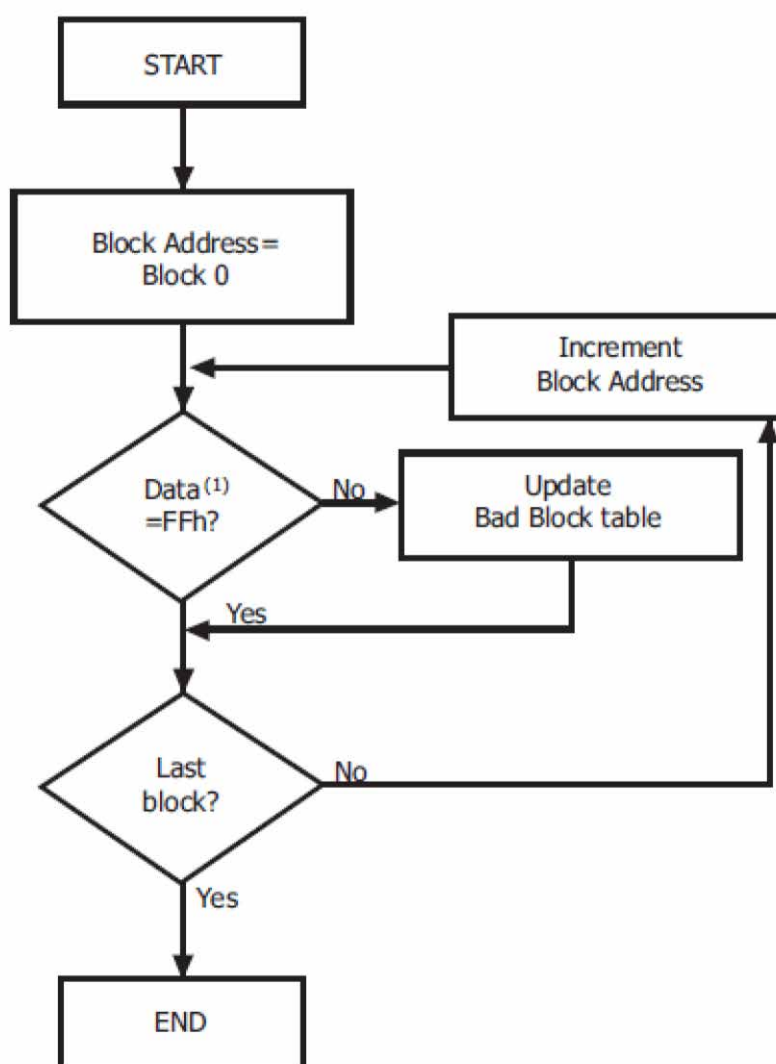 START
Block Address=
Block 0
Increment
Block Address
Data(1)
=FFh?
No
Update
Bad Block table
Yes
Last
block?
No
Yes
END